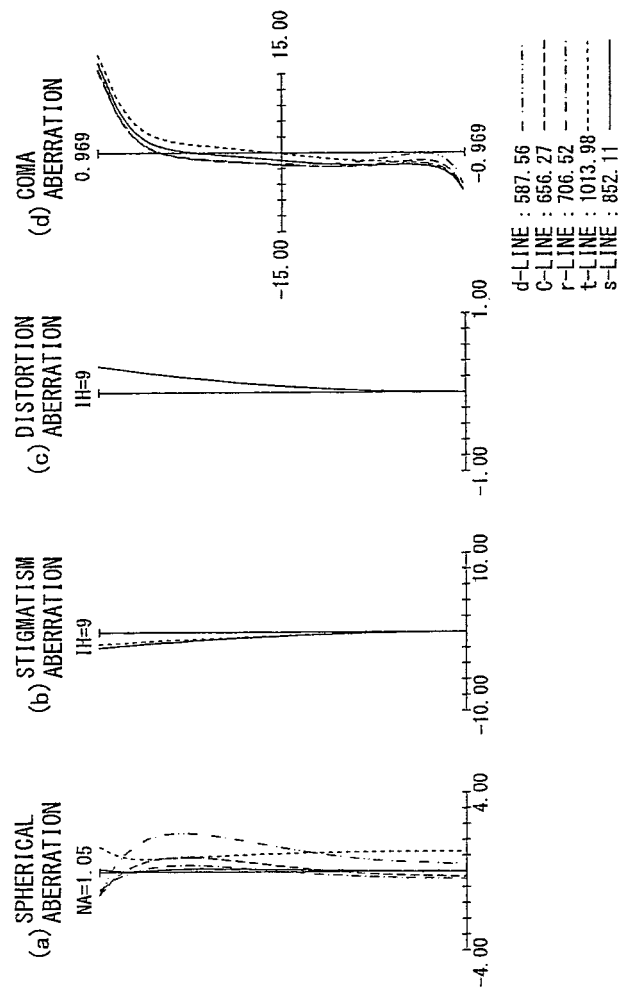 (a) SPHERICAL
ABERRATION
NA=1.05
4.00
-4.00
(b) STIGMATISM
ABERRATION
IH=9
10.00
-10.00
(c) DISTORTION
ABERRATION
IH=9
1.00
-1.00
(d) COMA
ABERRATION
0.969
15.00
-15.00
-0.969
d-LINE : 587.56
C-LINE : 656.27
r-LINE : 706.52
t-LINE : 1013.98
s-LINE : 852.11